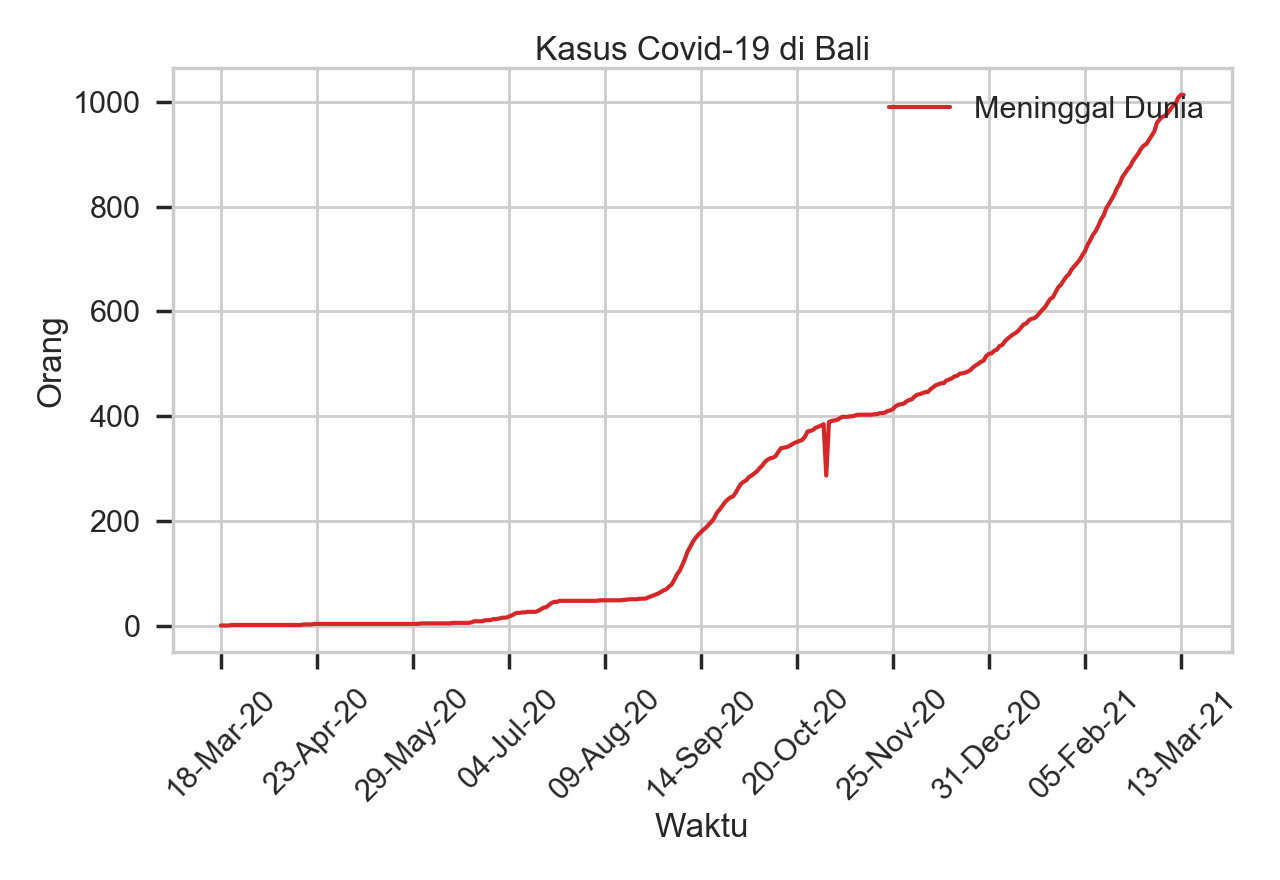 Kasus Covid-19 di Bali
Meninggal Dunia
1000
800
600
400
200
0
Orang
18-Mar-20
23-Apr-20
29-May-20
04-Jul-20
09-Aug-20
14-Sep-20
20-Oct-20
25-Nov-20
31-Dec-20
05-Feb-21
13-Mar-21
Waktu